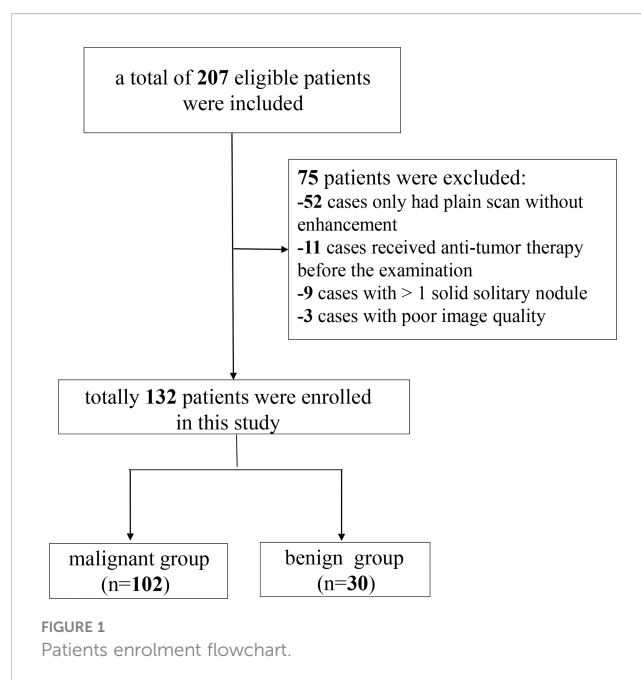 a total of 207 eligible patients
were included
75 patients were excluded:
-52 cases only had plain scan without
enhancement
-11 cases received anti-tumor therapy
before the examination
-9 cases with > 1 solid solitary nodule
-3 cases with poor image quality
totally 132 patients were enrolled
in this study
malignant group
(n=102)
benign group
(n=30)
FIGURE 1
Patients enrolment flowchart.